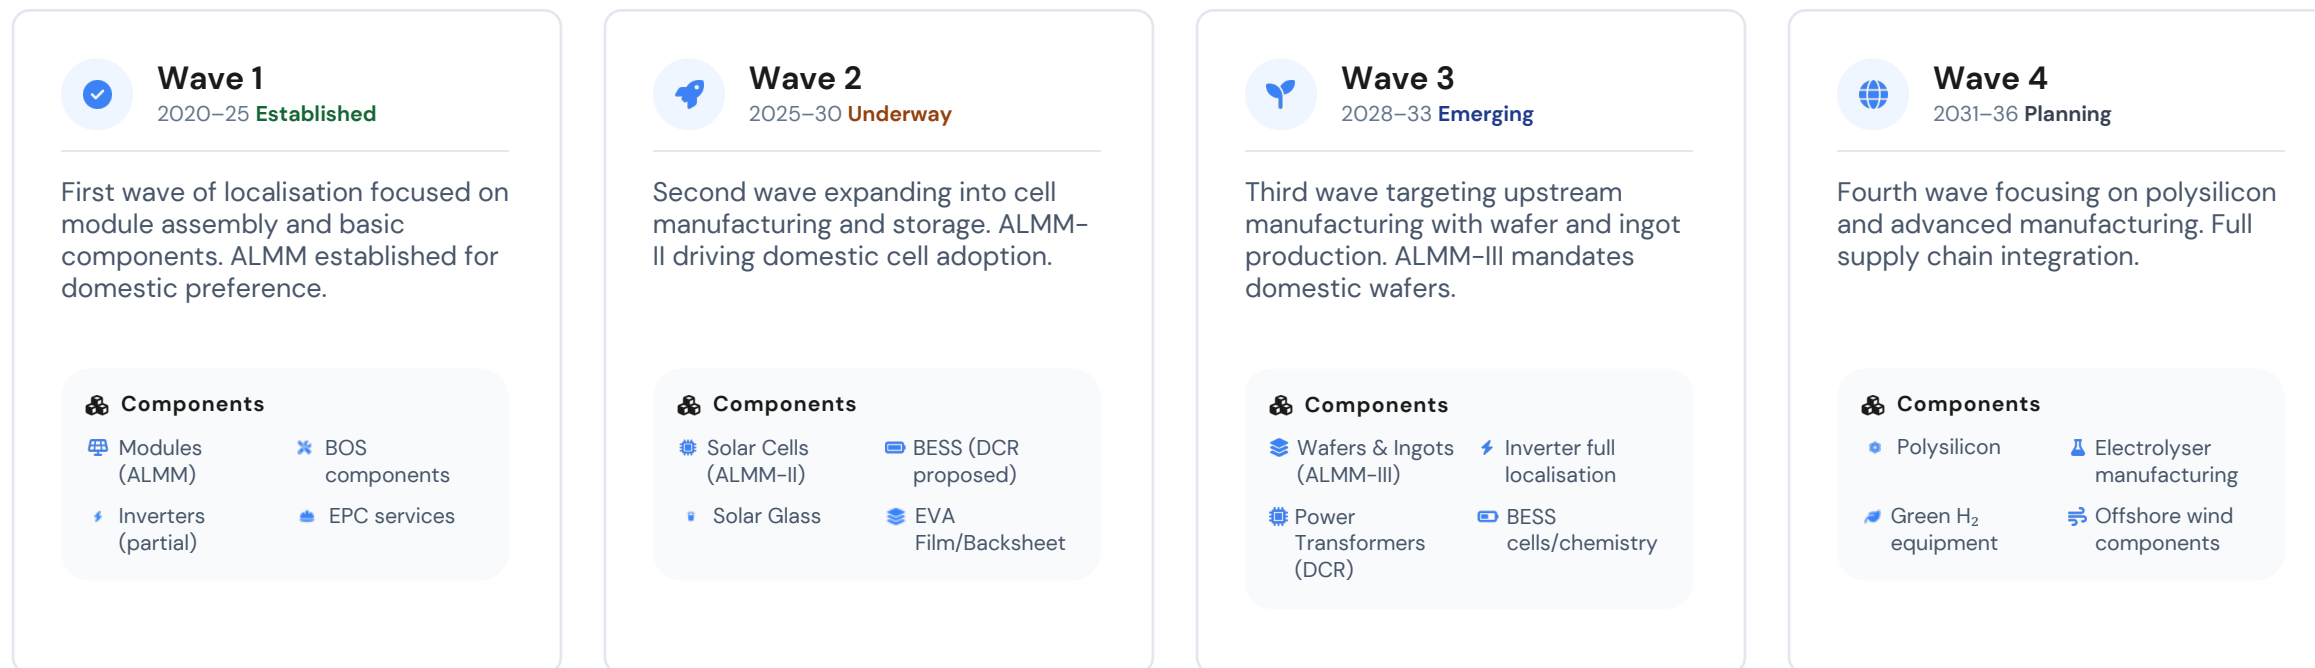 Wave 1
2020–25 Established
First wave of localisation focused on
module assembly and basic
components. ALMM established for
domestic preference.
Components
Modules
(ALMM)
BOS
components
Inverters
(partial)
EPC services
Wave 2
2025–30 Underway
Second wave expanding into cell
manufacturing and storage. ALMM-
II driving domestic cell adoption.
Components
Solar Cells
(ALMM-II)
BESS (DCR
proposed)
Solar Glass
EVA
Film/Backsheet
Wave 3
2028–33 Emerging
Third wave targeting upstream
manufacturing with wafer and ingot
production. ALMM-III mandates
domestic wafers.
Components
Wafers & Ingots
(ALMM-III)
Inverter full
localisation
Power
Transformers
(DCR)
BESS
cells/chemistry
Wave 4
2031–36 Planning
Fourth wave focusing on polysilicon
and advanced manufacturing. Full
supply chain integration.
Components
Polysilicon
Electrolyser
manufacturing
Green H₂
equipment
Offshore wind
components